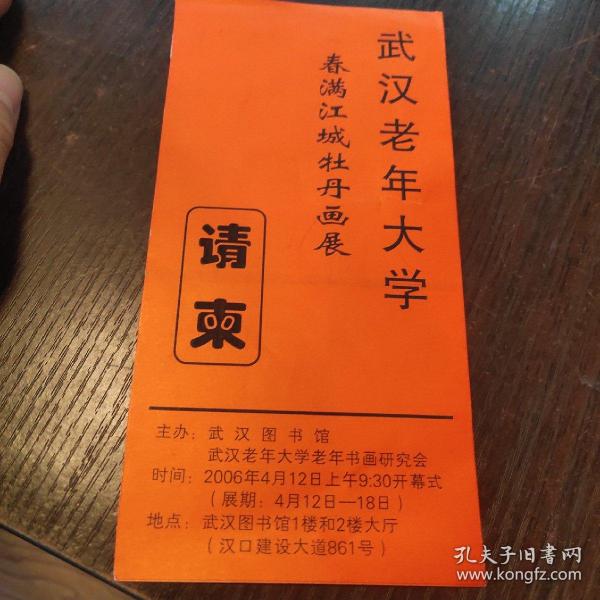 武汉老年大学
春满江城牡丹画展
请柬
主办：武汉图书馆
武汉老年大学老年书画研究会
时间：2006年4月12日上午9:30开幕式
（展期：4月12日—18日）
地点：武汉图书馆1楼和2楼大厅
（汉口建设大道861号）
孔夫子旧书网
www.kongfz.com